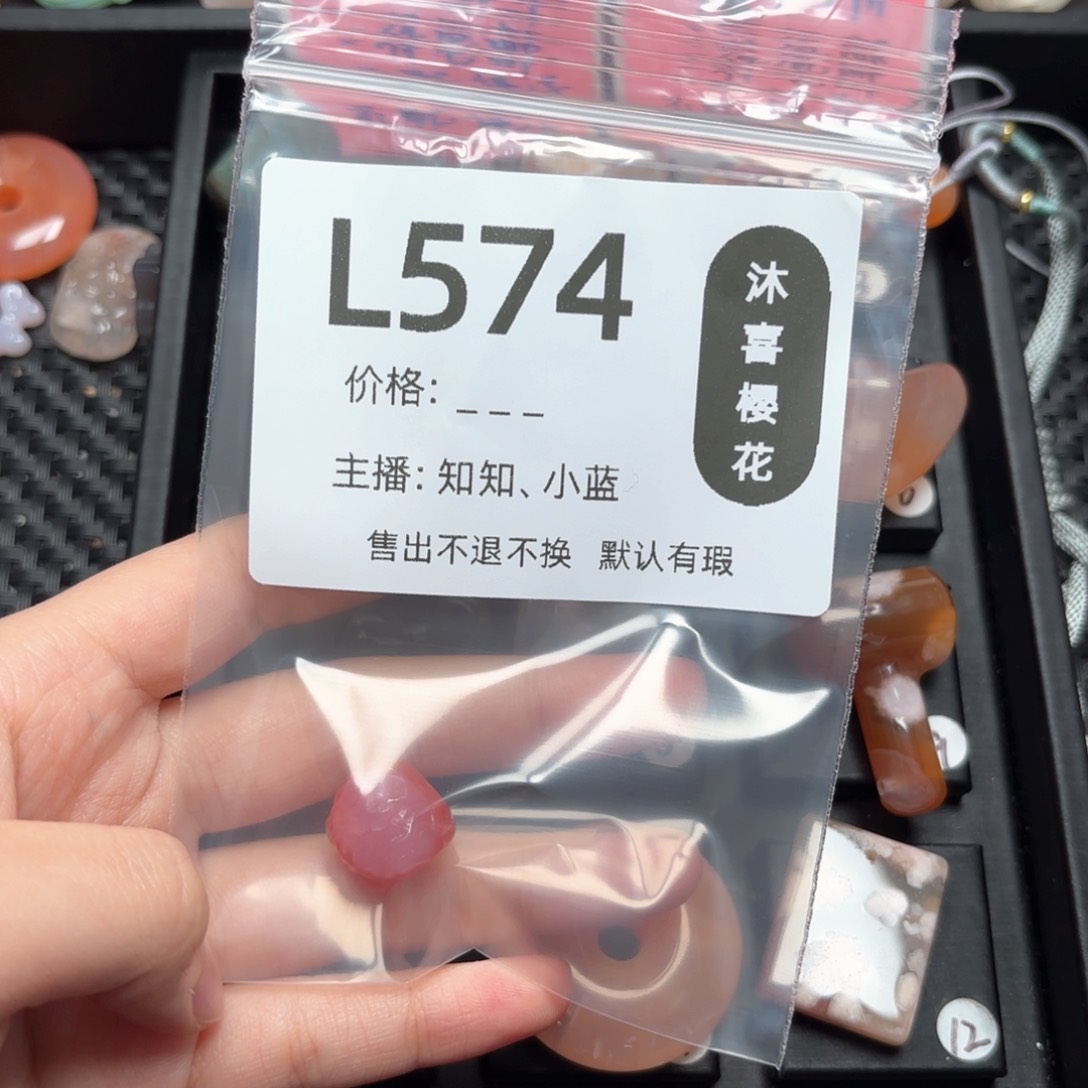 L574
价格: _ _ _
主播: 知知、小蓝
售出不退不换 默认有瑕
沐喜樱花
12